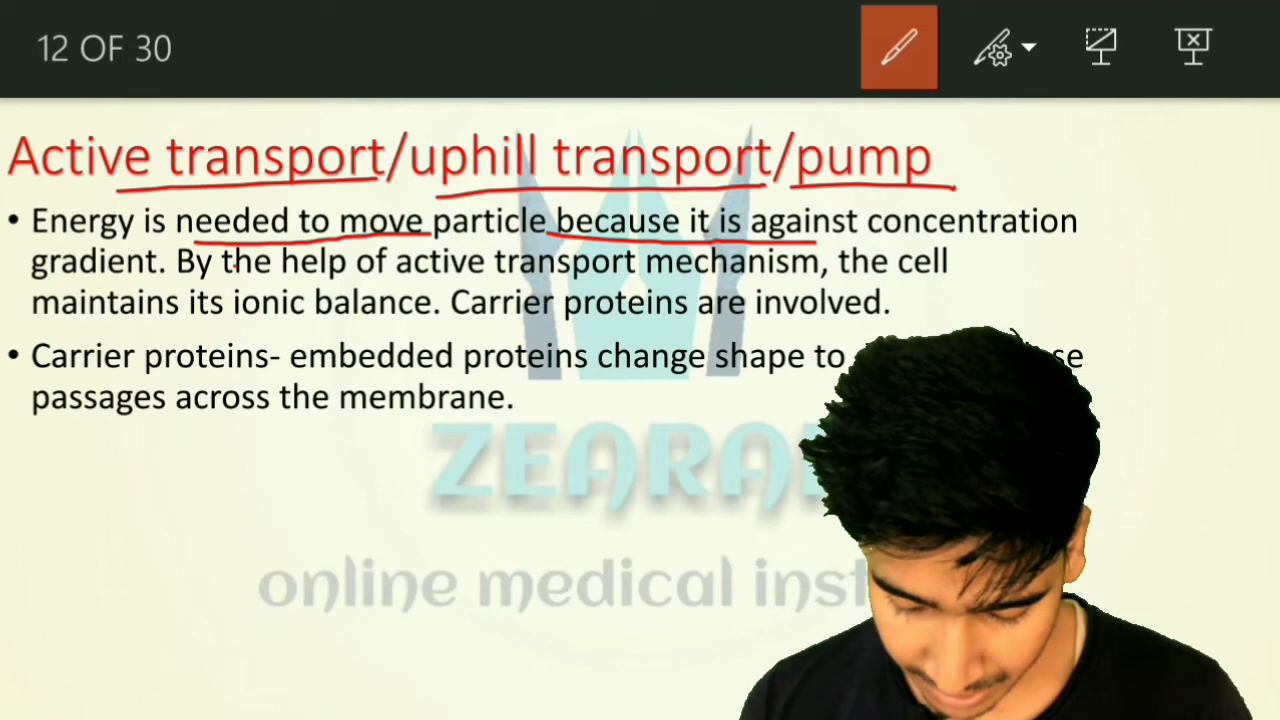 12 OF 30
Active transport/uphill transport/pump
• Energy is needed to move particle because it is against concentration
gradient. By the help of active transport mechanism, the cell
maintains its ionic balance. Carrier proteins are involved.
• Carrier proteins- embedded proteins change shape to
passages across the membrane.
online medical